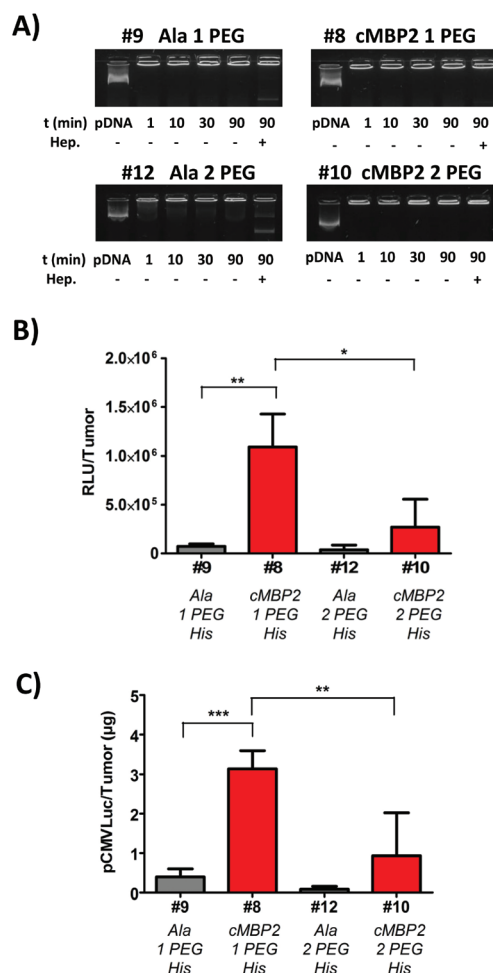 A)
#9 Ala 1 PEG
#8 cMBP2 1 PEG
t (min) pDNA 1 10 30 90 90
pDNA 1 10 30 90 90
Hep. - - - - - +
- - - - - +
#12 Ala 2 PEG
#10 cMBP2 2 PEG
t (min) pDNA 1 10 30 90 90
pDNA 1 10 30 90 90
Hep. - - - - - +
- - - - - +
B)
RLU/Tumor
2.0×10⁶
1.5×10⁶
1.0×10⁶
5.0×10⁵
0
**
*
#9 #8 #12 #10
Ala cMBP2 Ala cMBP2
1 PEG 1 PEG 2 PEG 2 PEG
His His His His
C)
pCMVLuc/Tumor (µg)
5
4
3
2
1
0
***
**
#9 #8 #12 #10
Ala cMBP2 Ala cMBP2
1 PEG 1 PEG 2 PEG 2 PEG
His His His His